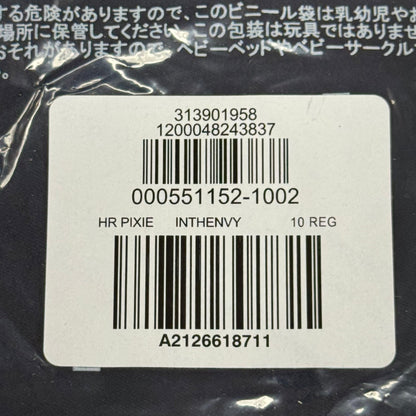 する危険がありますので、このビニール袋は乳幼児や
場所に保管してください。この包装は玩具ではありませ
おそれがありますので、ベビーベッドやベビーサークル
。
313901958
1200048243837
000551152-1002
HR PIXIE INTHENVY 10 REG
A2126618711